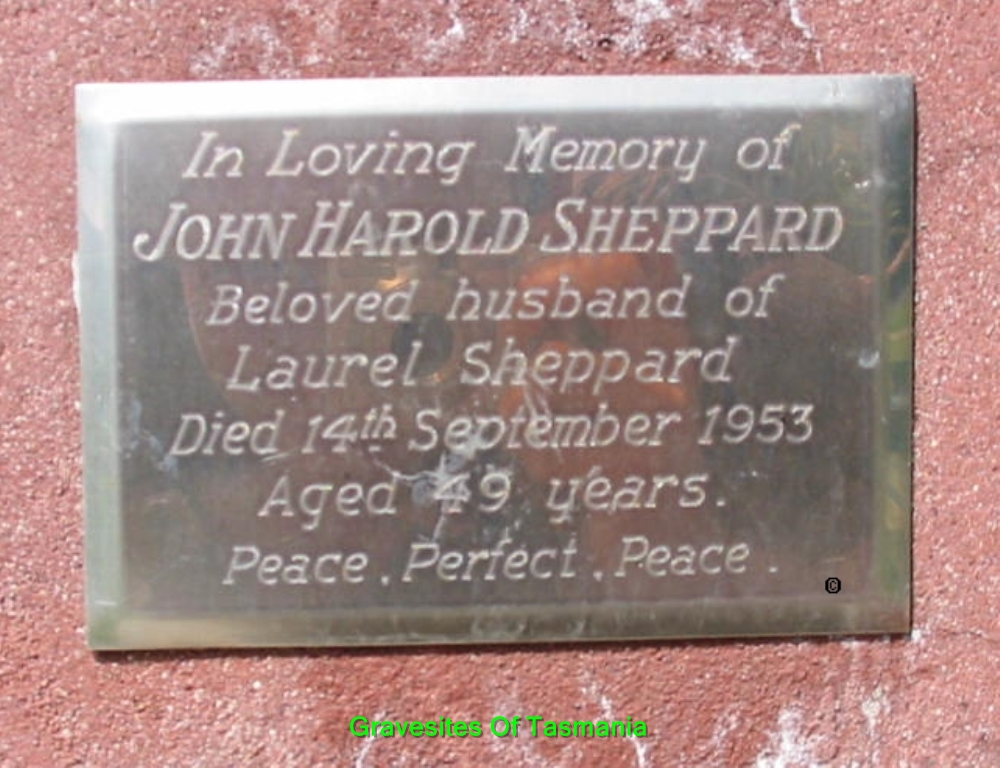 In Loving Memory of
JOHN HAROLD SHEPPARD
Beloved husband of
Laurel Sheppard
Died 14th September 1953
Aged 49 years.
Peace, Perfect, Peace.
©
Gravesites Of Tasmania